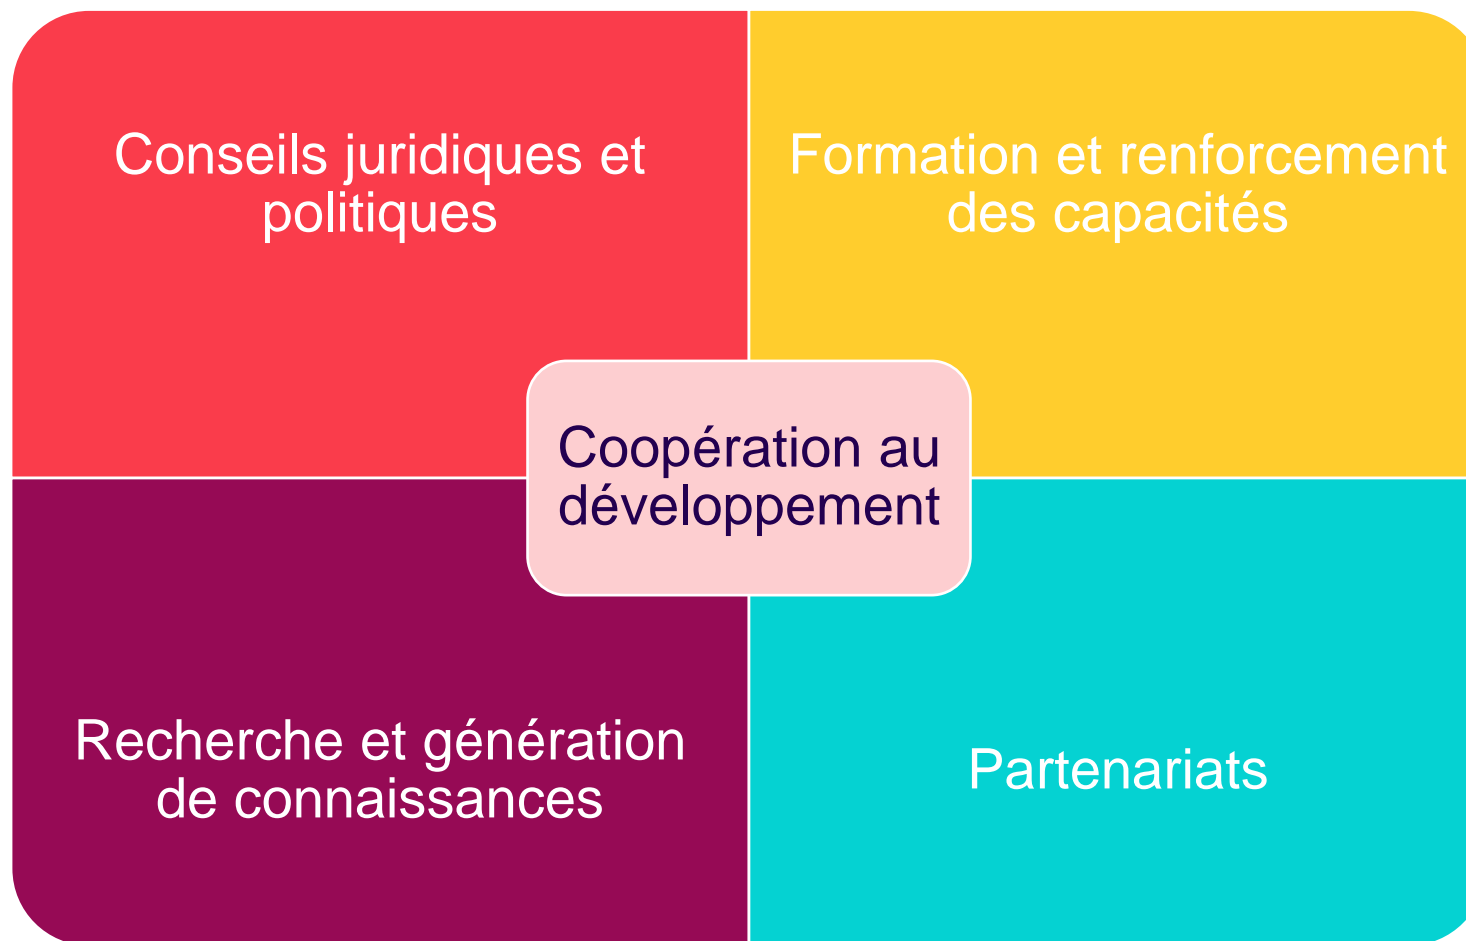 Conseils juridiques et
politiques
Formation et renforcement
des capacités
Coopération au
développement
Recherche et génération
de connaissances
Partenariats